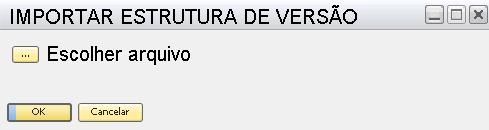 IMPORTAR ESTRUTURA DE VERSÃO
... Escolher arquivo
OK Cancelar